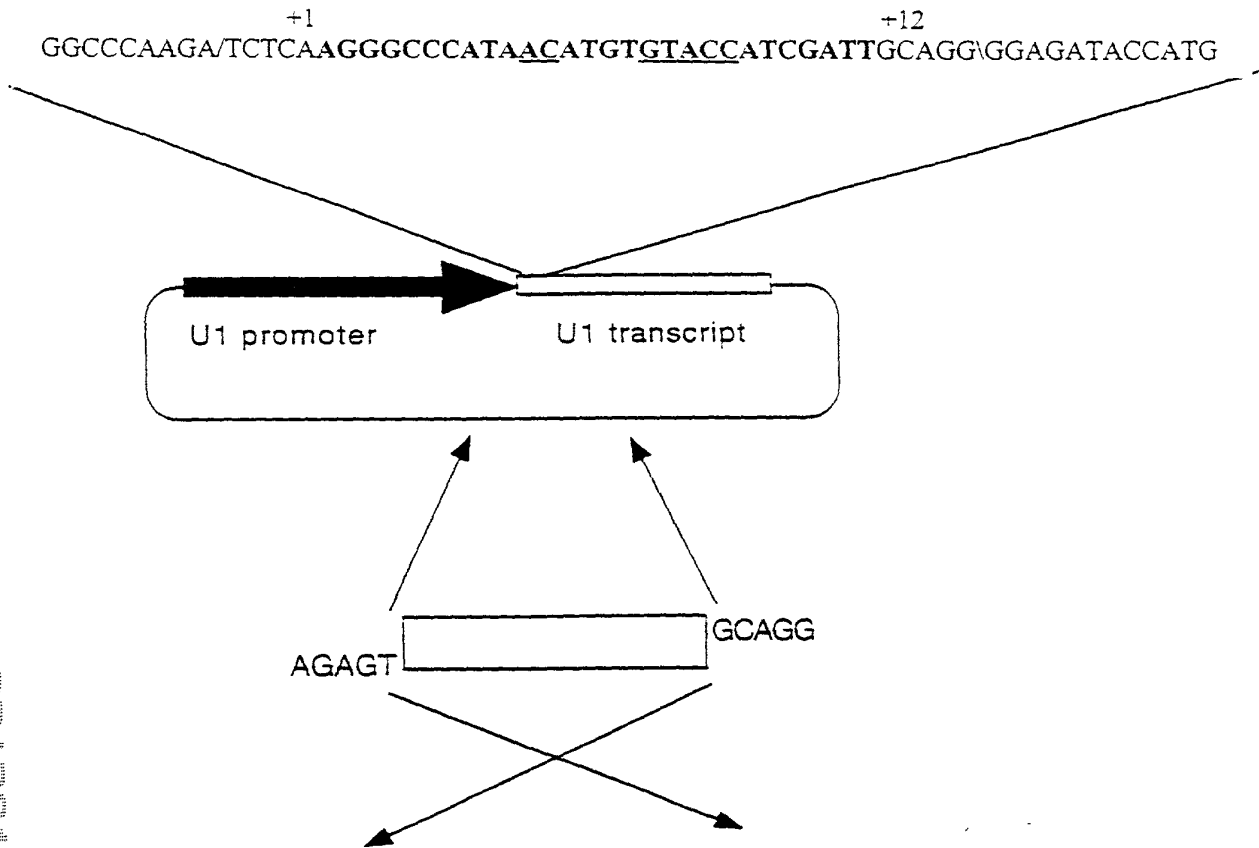 +1 +12
GGCCCAAGA/TCTCAAGGGCCCATAACATGTGTACCATCGATTGCAGG\GGAGATACCATG
U1 promoter U1 transcript
GCAGG
AGAGT